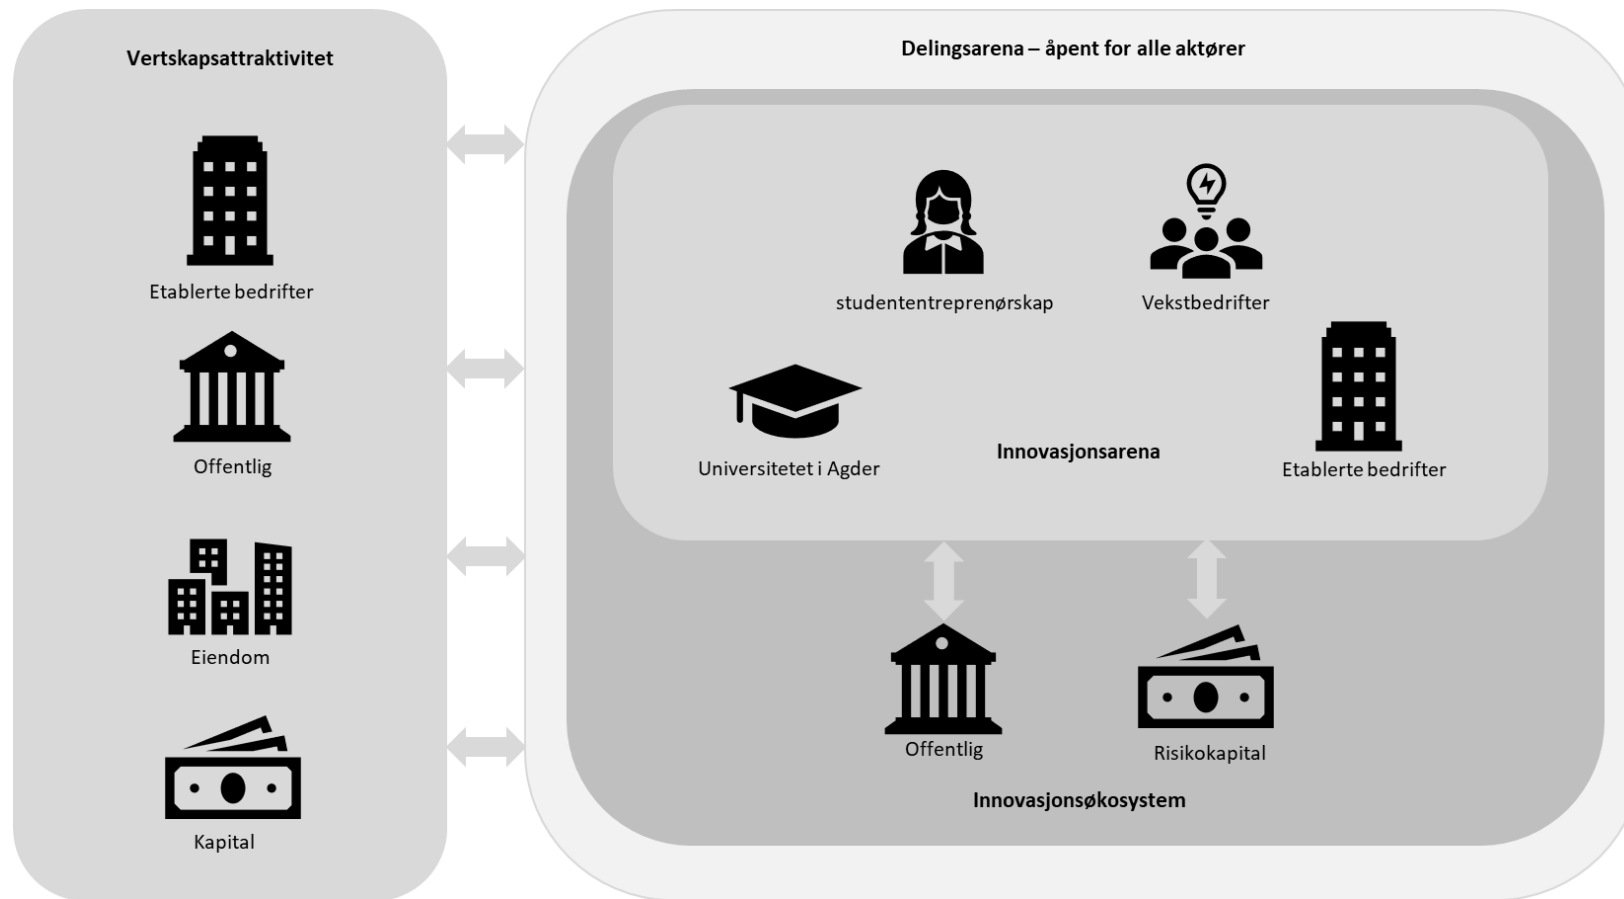 Vertskapsattraktivitet
Etablerte bedrifter
Offentlig
Eiendom
Kapital
Delingsarena – åpent for alle aktører
studententreprenørskap
Vekstbedrifter
Universitetet i Agder
Innovasjonsarena
Etablerte bedrifter
Offentlig
Risikokapital
Innovasjonsøkosystem